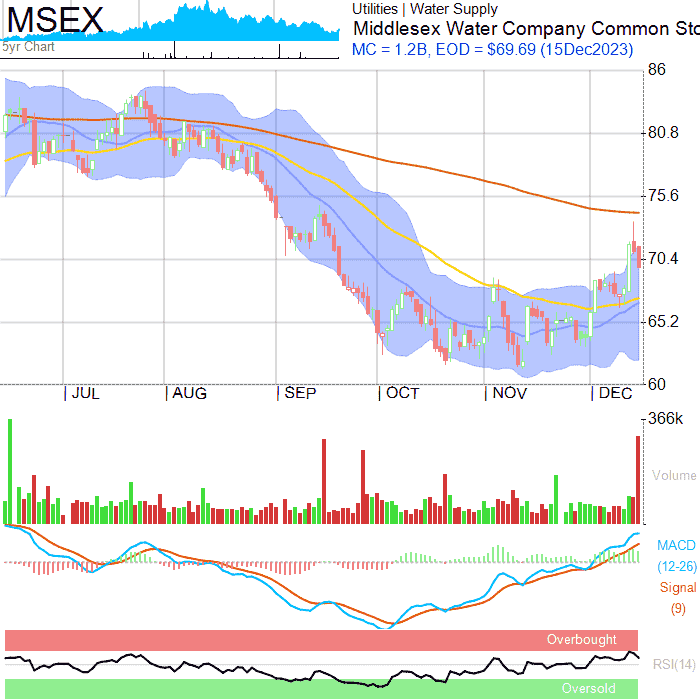 MSEX
5yr Chart
Utilities | Water Supply
Middlesex Water Company Common Sto
MC = 1.2B, EOD = $69.69 (15Dec2023)
86
80.8
75.6
70.4
65.2
60
JUL
AUG
SEP
OCT
NOV
DEC
366k
Volume
MACD
(12-26)
Signal
(9)
Overbought
RSI(14)
Oversold